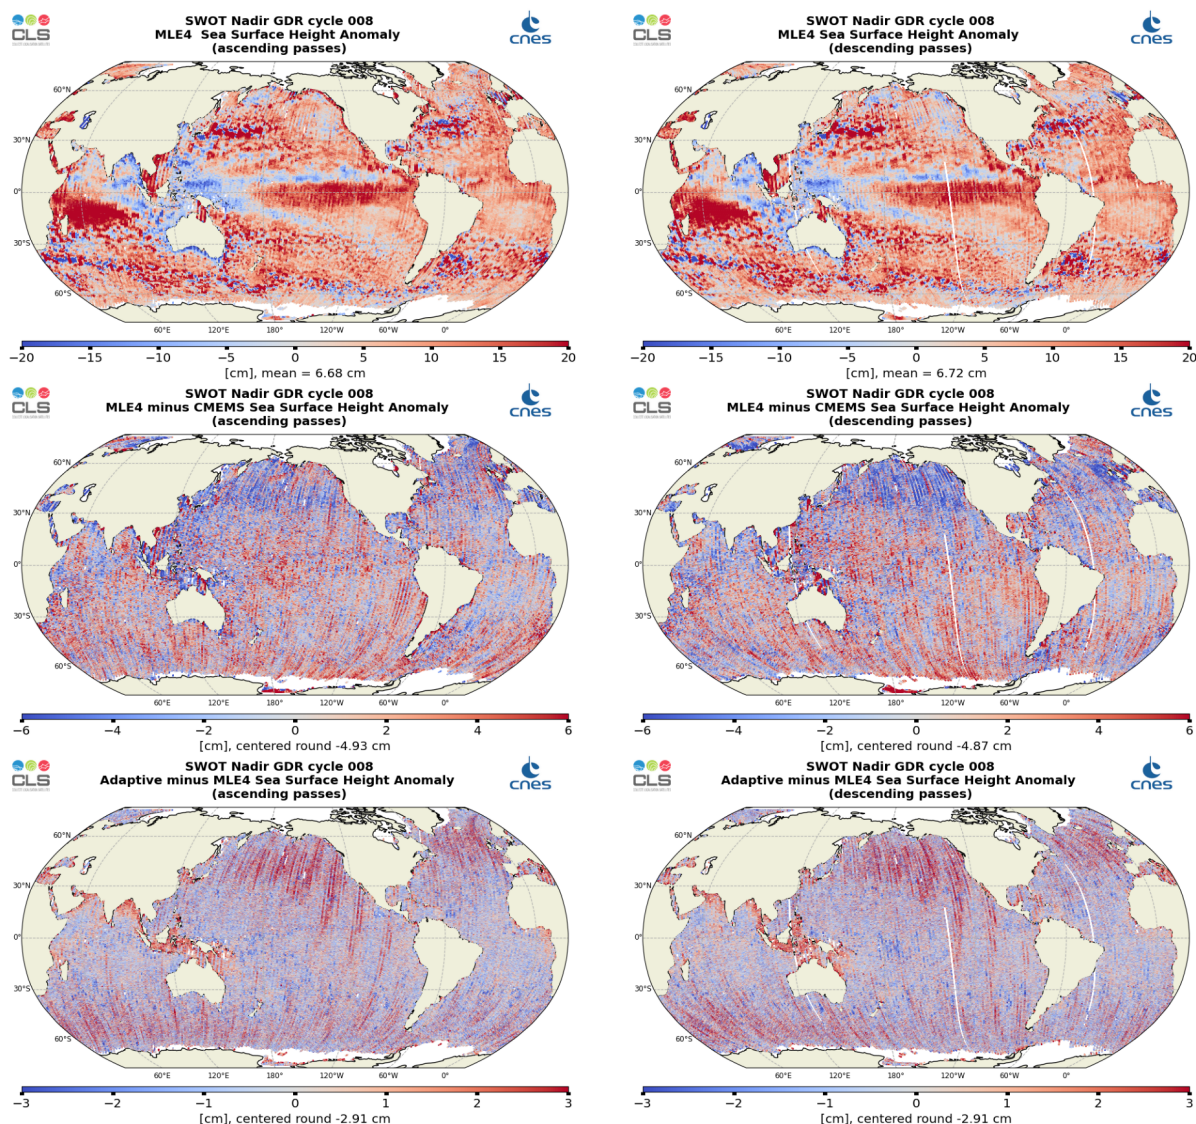 CLS
SWOT Nadir GDR cycle 008
MLE4  Sea Surface Height Anomaly
(ascending passes)
cnes
60°N
30°N
0°
30°S
60°S
60°E 120°E 180° 120°W 60°W 0°
−20 −15 −10 −5 0 5 10 15 20
[cm], mean = 6.68 cm
CLS
SWOT Nadir GDR cycle 008
MLE4 Sea Surface Height Anomaly
(descending passes)
cnes
60°N
30°N
0°
30°S
60°S
60°E 120°E 180° 120°W 60°W 0°
−20 −15 −10 −5 0 5 10 15 20
[cm], mean = 6.72 cm
CLS
SWOT Nadir GDR cycle 008
MLE4 minus CMEMS Sea Surface Height Anomaly
(ascending passes)
cnes
60°N
30°N
0°
30°S
60°S
60°E 120°E 180° 120°W 60°W 0°
−6 −4 −2 0 2 4 6
[cm], centered round -4.93 cm
CLS
SWOT Nadir GDR cycle 008
MLE4 minus CMEMS Sea Surface Height Anomaly
(descending passes)
cnes
60°N
30°N
0°
30°S
60°S
60°E 120°E 180° 120°W 60°W 0°
−6 −4 −2 0 2 4 6
[cm], centered round -4.87 cm
CLS
SWOT Nadir GDR cycle 008
Adaptive minus MLE4 Sea Surface Height Anomaly
(ascending passes)
cnes
60°N
30°N
0°
30°S
60°S
60°E 120°E 180° 120°W 60°W 0°
−3 −2 −1 0 1 2 3
[cm], centered round -2.91 cm
CLS
SWOT Nadir GDR cycle 008
Adaptive minus MLE4 Sea Surface Height Anomaly
(descending passes)
cnes
60°N
30°N
0°
30°S
60°S
60°E 120°E 180° 120°W 60°W 0°
−3 −2 −1 0 1 2 3
[cm], centered round -2.91 cm